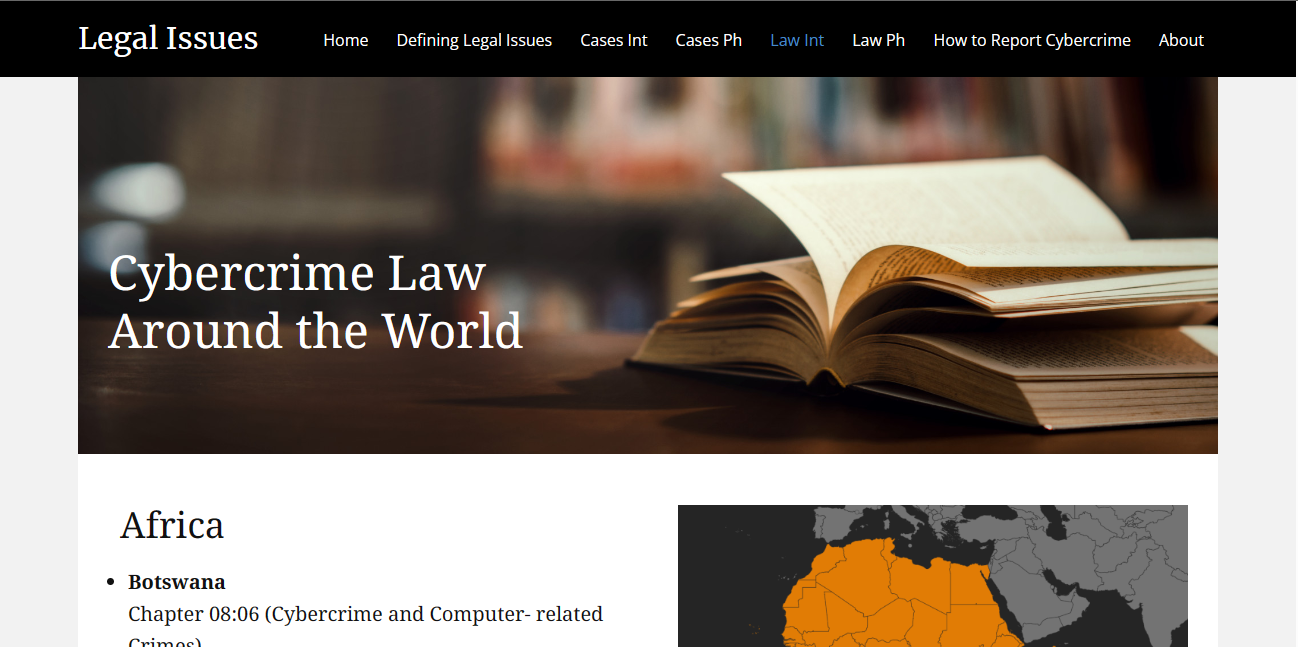 Legal Issues
Home Defining Legal Issues Cases Int Cases Ph Law Int Law Ph How to Report Cybercrime About
Cybercrime Law
Around the World
Africa
Botswana
Chapter 08:06 (Cybercrime and Computer- related
Crimes)